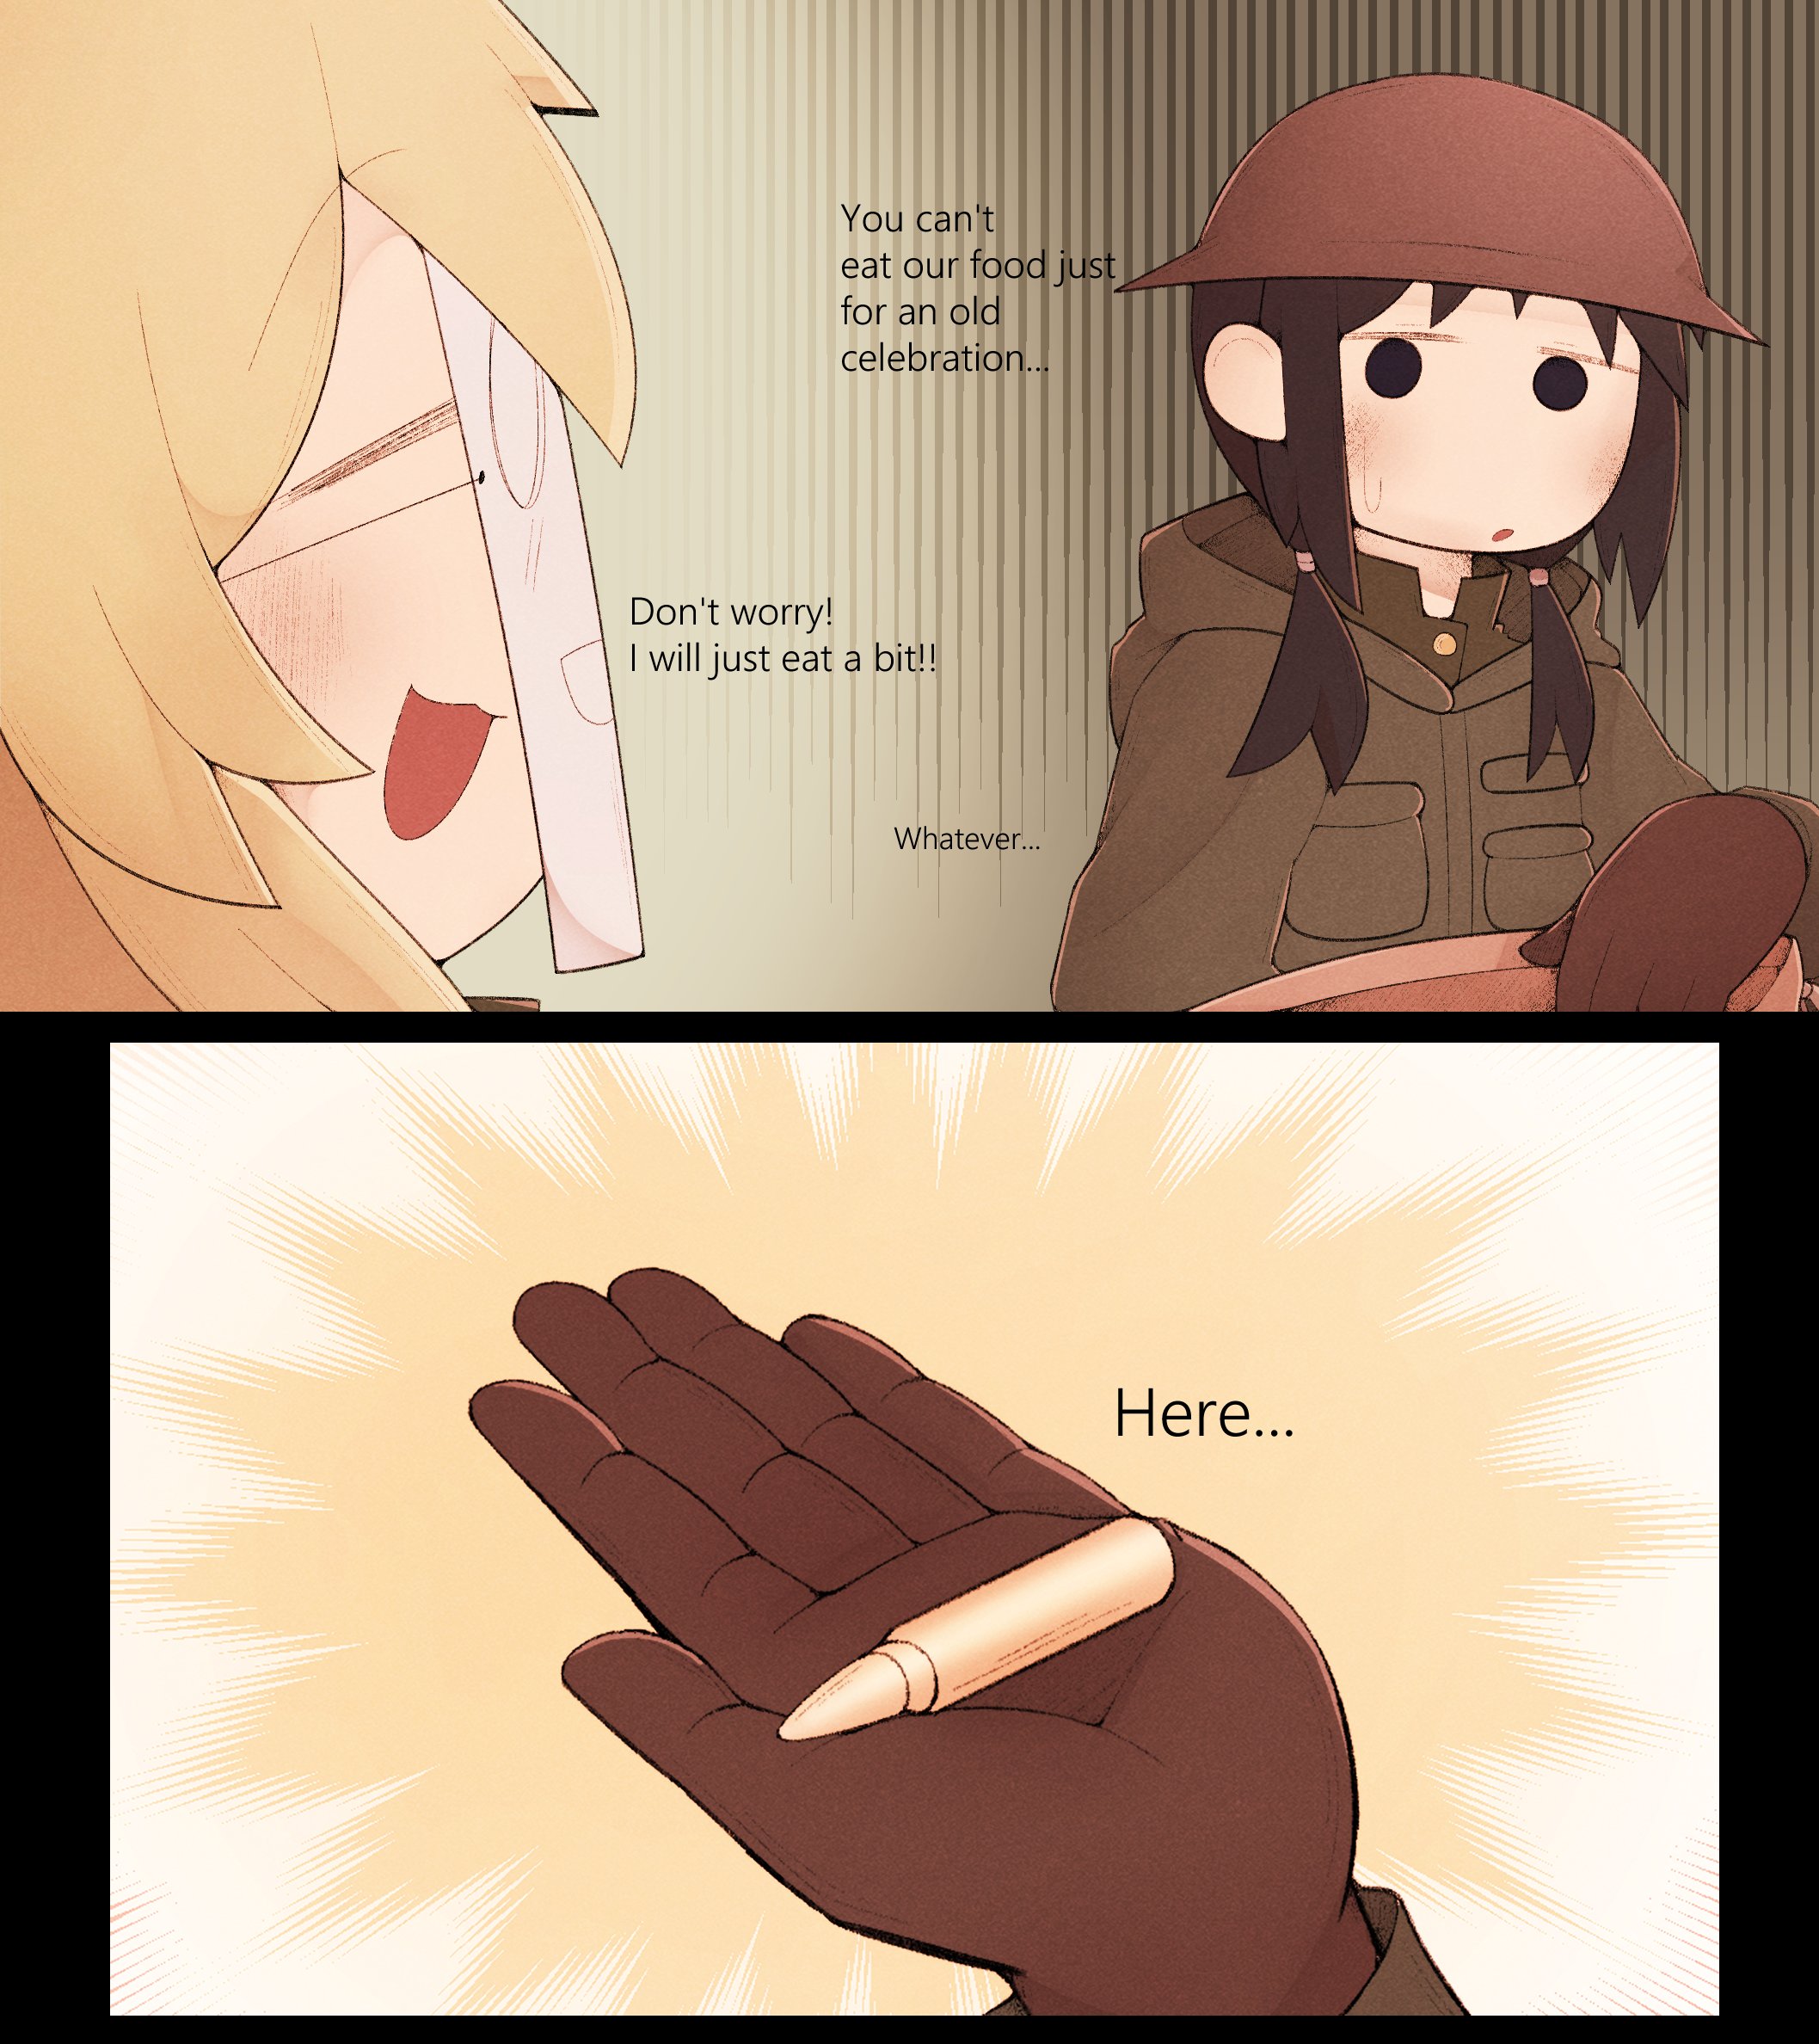 You can't
eat our food just
for an old
celebration...
Don't worry!
I will just eat a bit!!
Whatever...
Here...